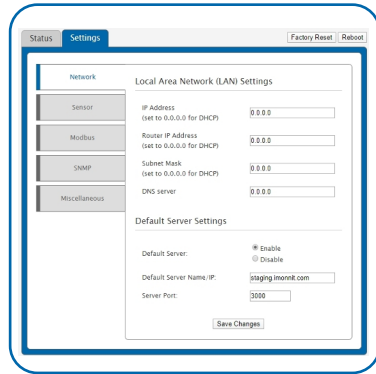 Status Settings Factory Reset Reboot
Network
Sensor
Modbus
SNMP
Miscellaneous
Local Area Network (LAN) Settings
IP Address
(set to 0.0.0.0 for DHCP)
0.0.0.0
Router IP Address
(set to 0.0.0.0 for DHCP)
0.0.0.0
Subnet Mask
(set to 0.0.0.0 for DHCP)
0.0.0.0
DNS server
0.0.0.0
Default Server Settings
Default Server:
Enable
Disable
Default Server Name/IP: staging.imonnit.com
Server Port: 3000
Save Changes